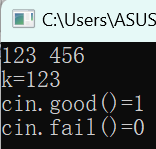 C:\Users\ASUS
123 456
k=123
cin.good()=1
cin.fail()=0